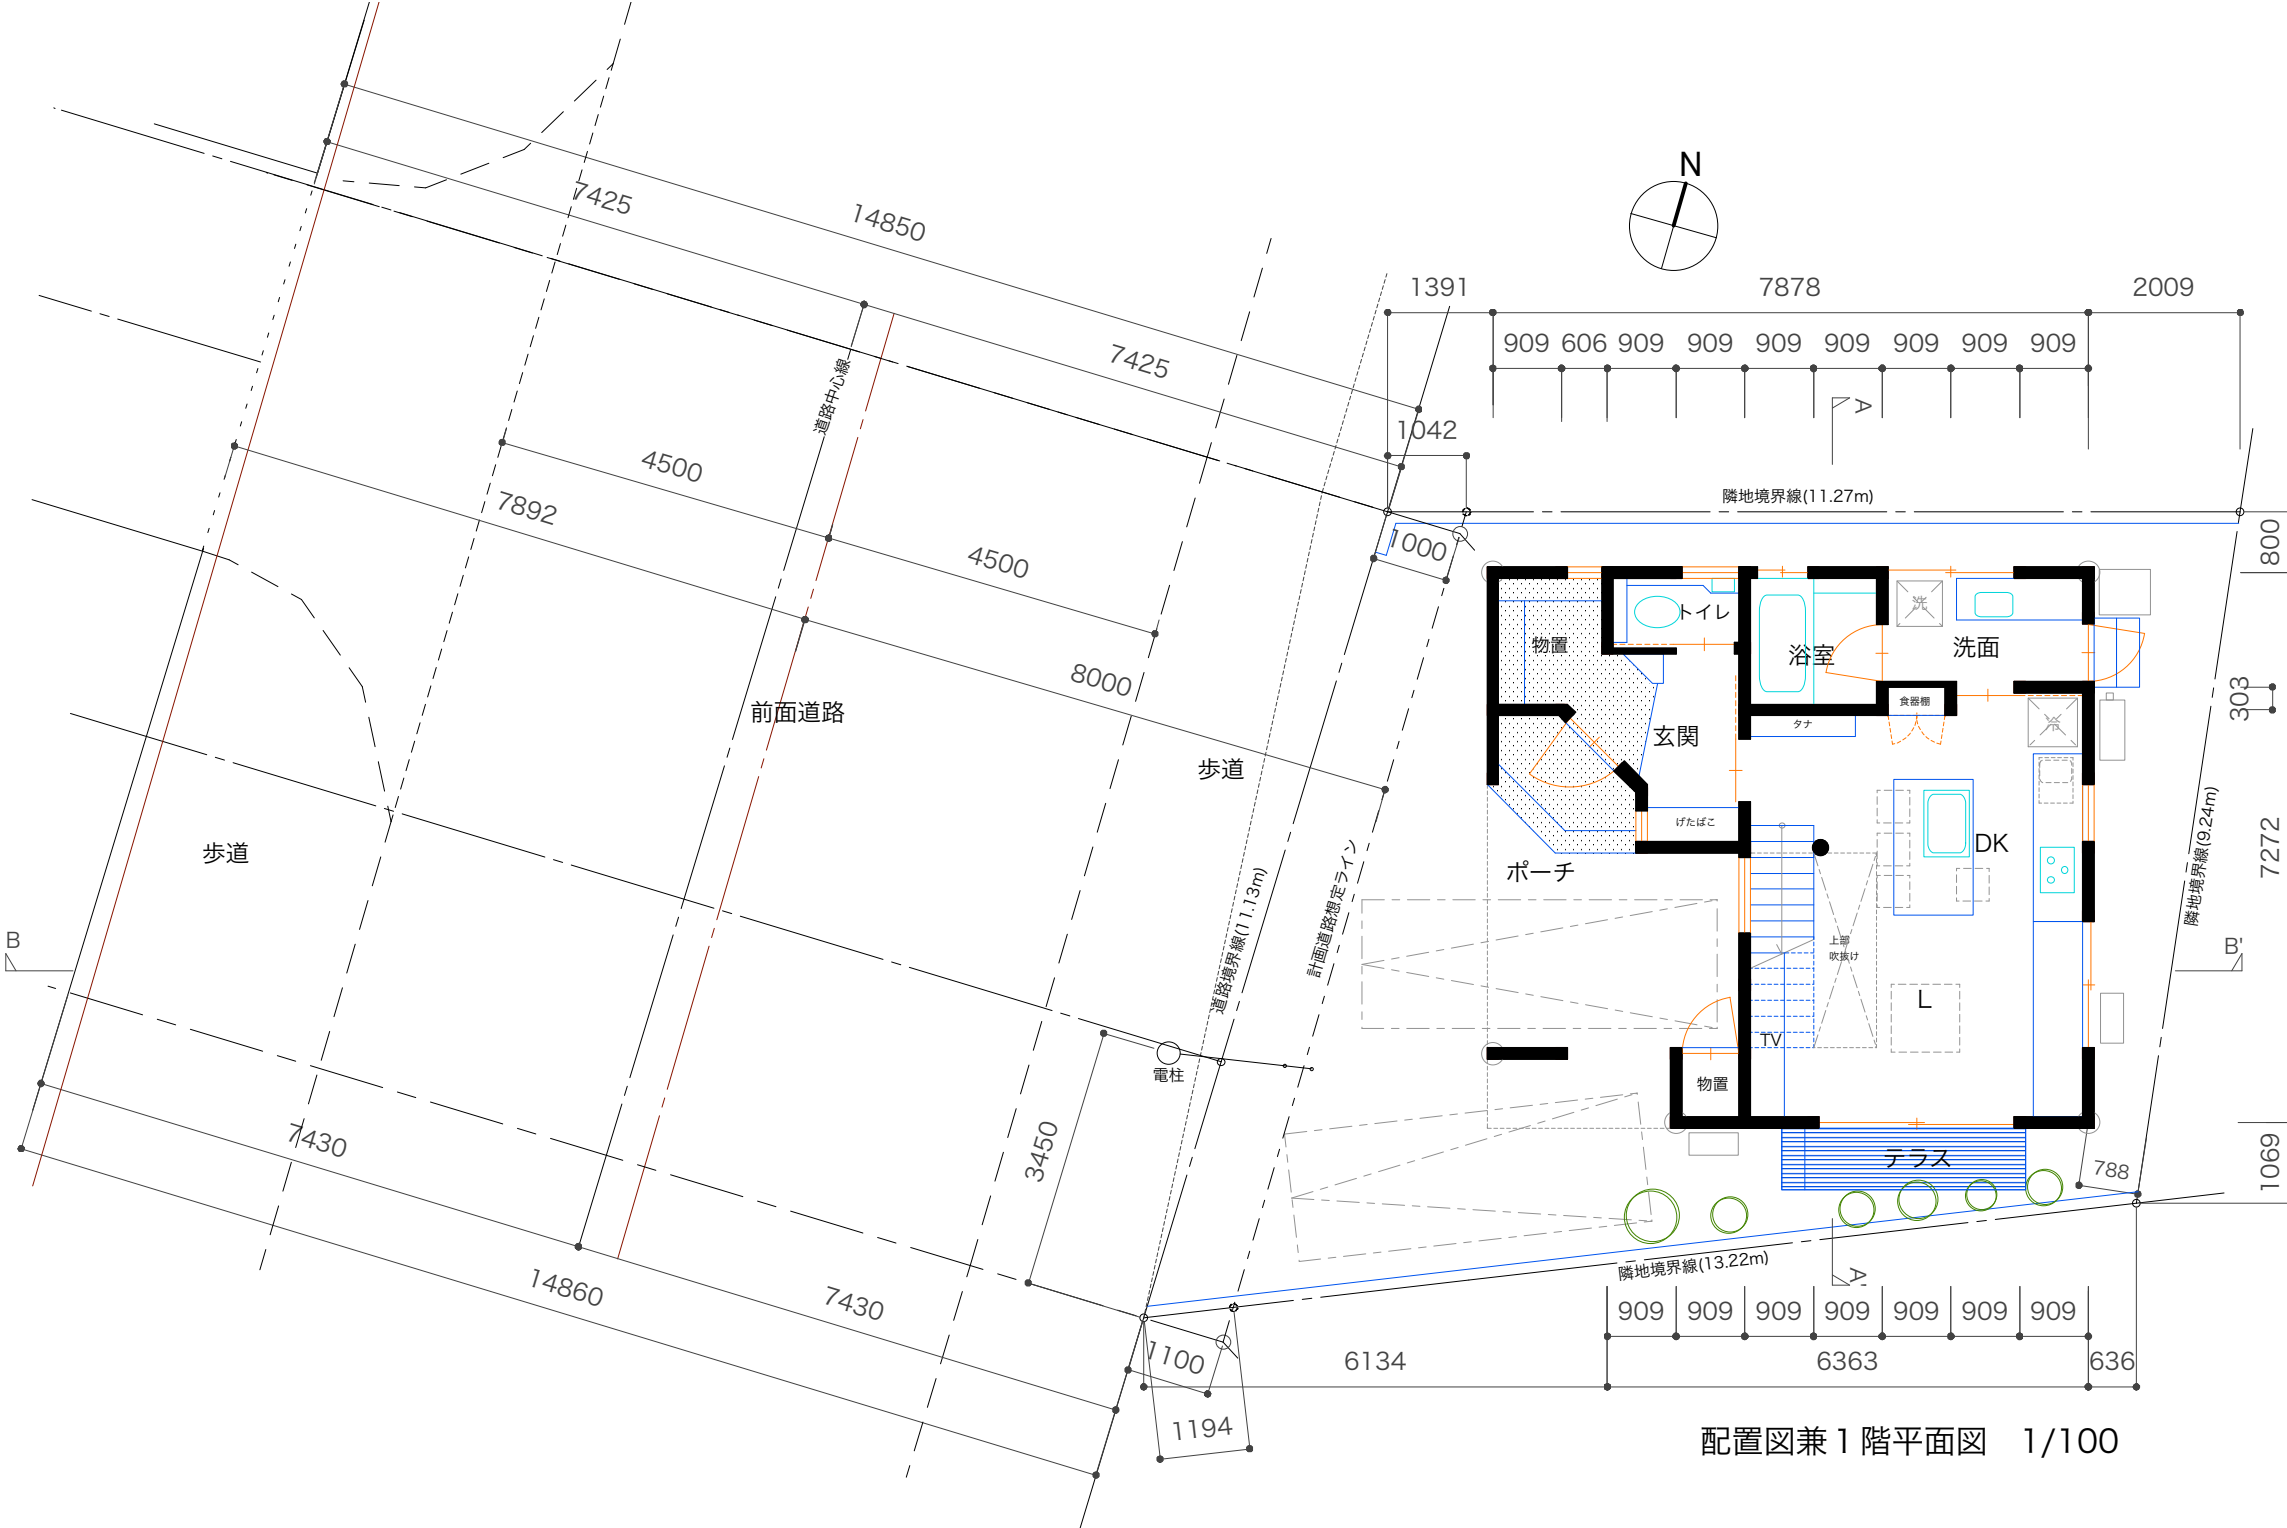 N
1391
7878
2009
909 606 909 909 909 909 909 909 909
7425
14850
7425
1042
A
道路中心線
4500
7892
4500
1000
隣地境界線(11.27m)
800
トイレ
洗
物置
浴室
洗面
8000
前面道路
歩道
歩道
食器棚
タナ
冷
303
玄関
げたばこ
DK
ポーチ
7272
隣地境界線(9.24m)
道路境界線(11.13m)
計画道路想定ライン
上部
吹抜け
L
B
B'
TV
電柱
物置
テラス
788
1069
3450
7430
14860
7430
隣地境界線(13.22m)
A'
909 909 909 909 909 909 909
1100
6134
6363
636
1194
配置図兼１階平面図　1/100